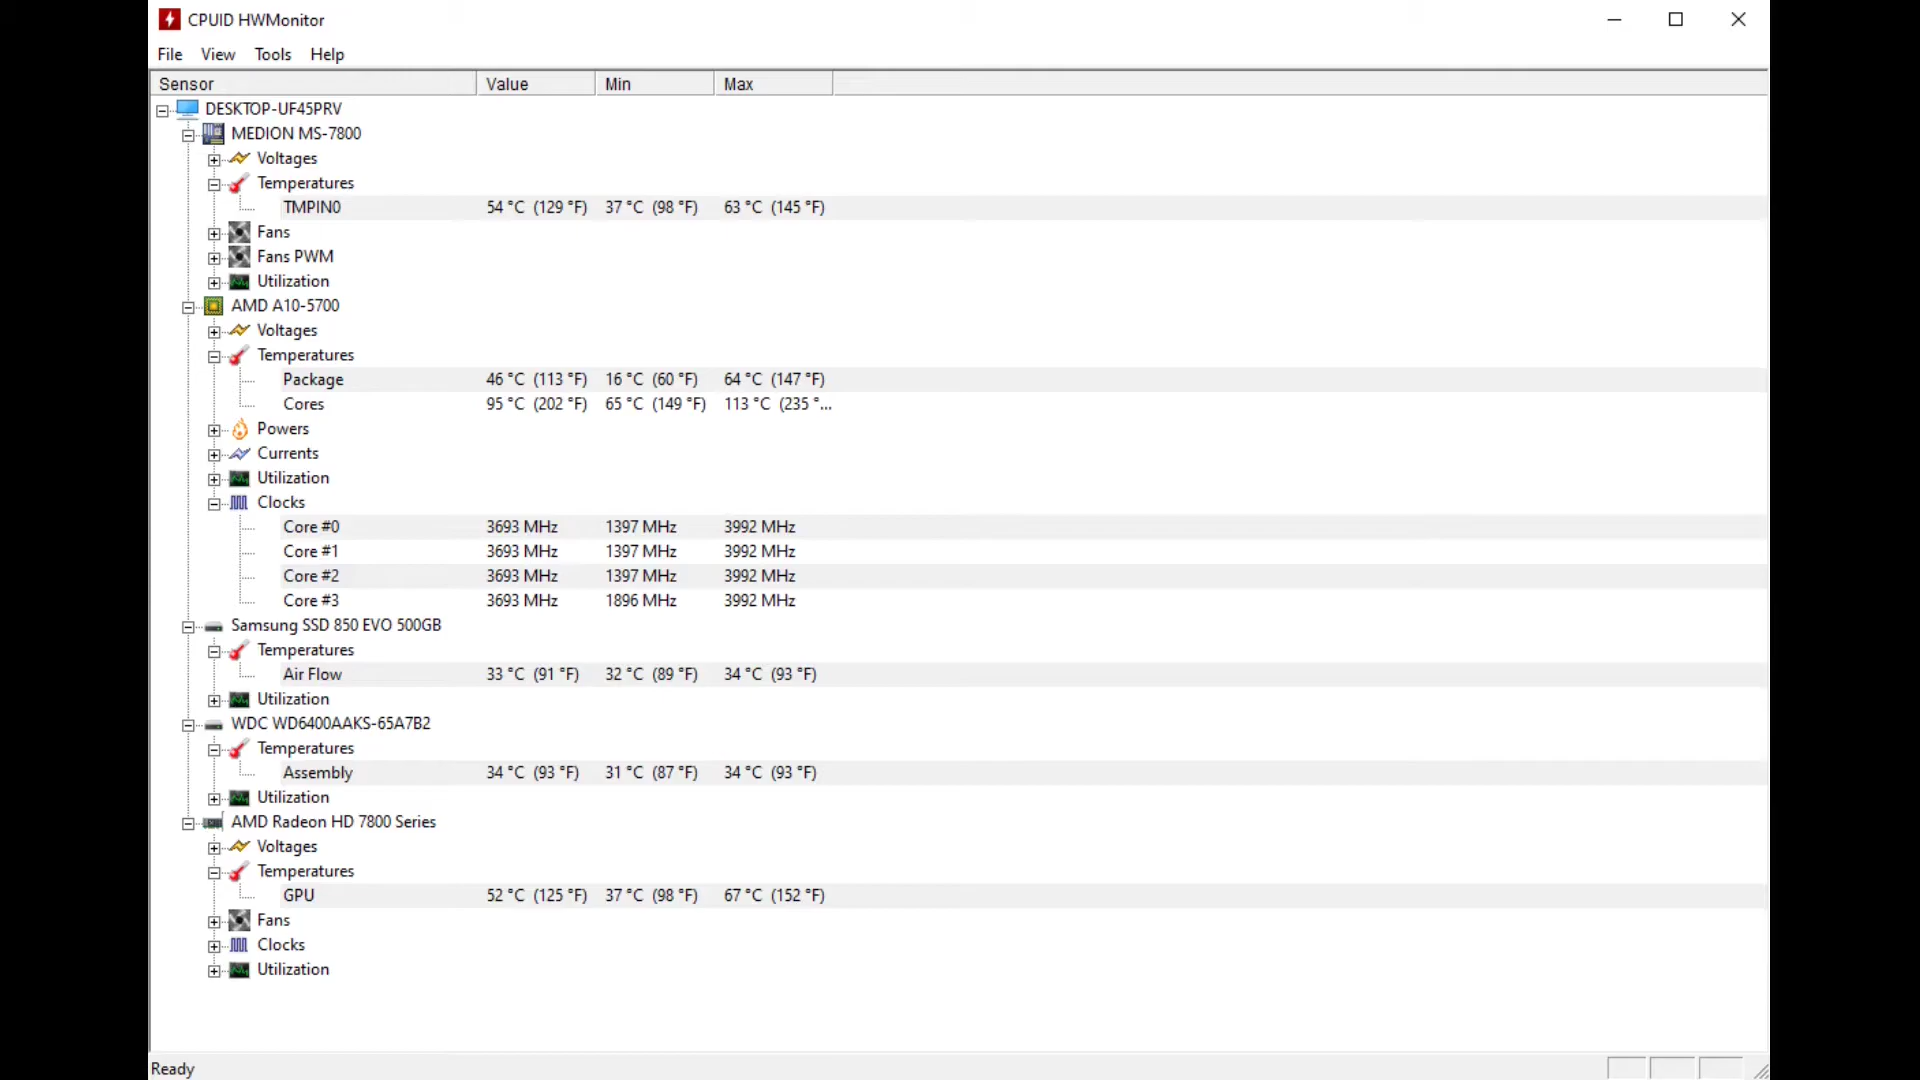 CPUID HWMonitor
File View Tools Help
Sensor Value Min Max
DESKTOP-UF45PRV
MEDION MS-7800
Voltages
Temperatures
TMPIN0 54 °C (129 °F) 37 °C (98 °F) 63 °C (145 °F)
Fans
Fans PWM
Utilization
AMD A10-5700
Voltages
Temperatures
Package 46 °C (113 °F) 16 °C (60 °F) 64 °C (147 °F)
Cores 95 °C (202 °F) 65 °C (149 °F) 113 °C (235 °...
Powers
Currents
Utilization
Clocks
Core #0 3693 MHz 1397 MHz 3992 MHz
Core #1 3693 MHz 1397 MHz 3992 MHz
Core #2 3693 MHz 1397 MHz 3992 MHz
Core #3 3693 MHz 1896 MHz 3992 MHz
Samsung SSD 850 EVO 500GB
Temperatures
Air Flow 33 °C (91 °F) 32 °C (89 °F) 34 °C (93 °F)
Utilization
WDC WD6400AAKS-65A7B2
Temperatures
Assembly 34 °C (93 °F) 31 °C (87 °F) 34 °C (93 °F)
Utilization
AMD Radeon HD 7800 Series
Voltages
Temperatures
GPU 52 °C (125 °F) 37 °C (98 °F) 67 °C (152 °F)
Fans
Clocks
Utilization
Ready